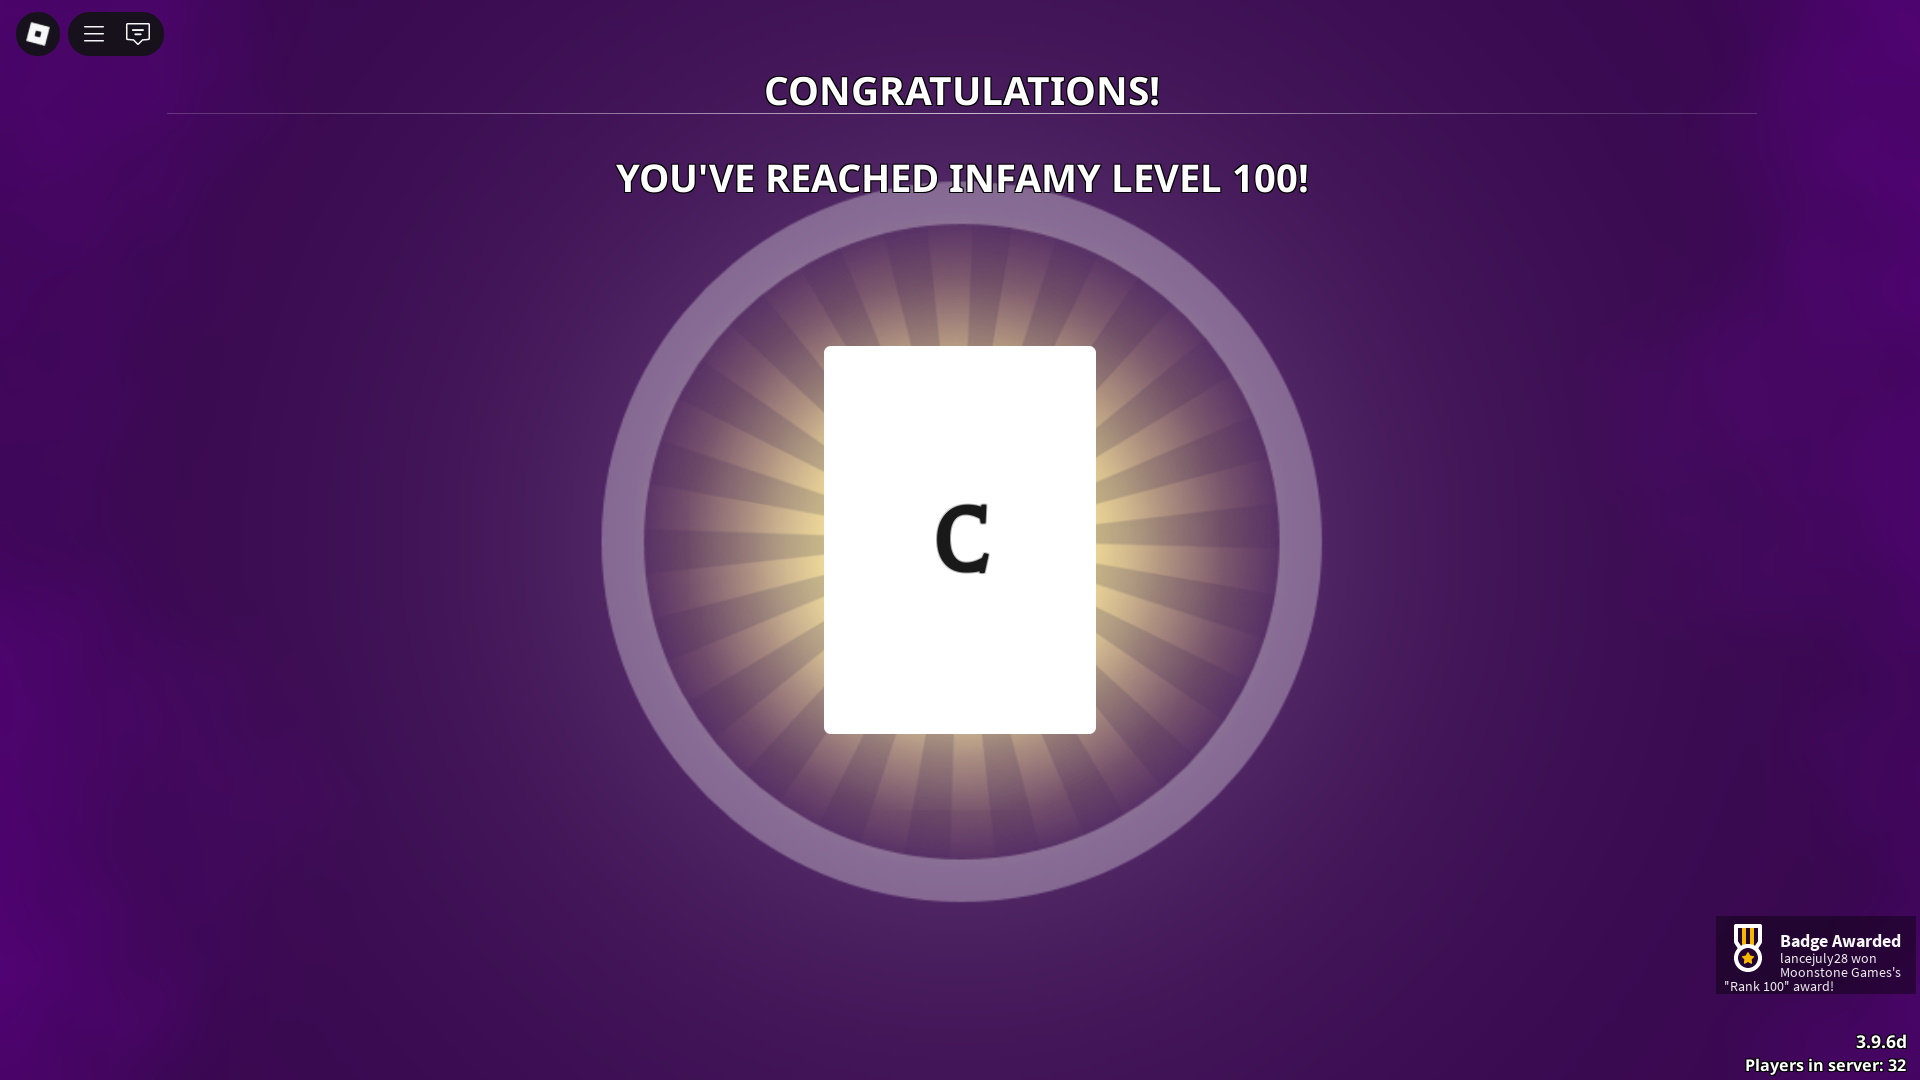 CONGRATULATIONS!
YOU'VE REACHED INFAMY LEVEL 100!
C
Badge Awarded
lancejuly28 won
Moonstone Games's
"Rank 100" award!
3.9.6d
Players in server: 32